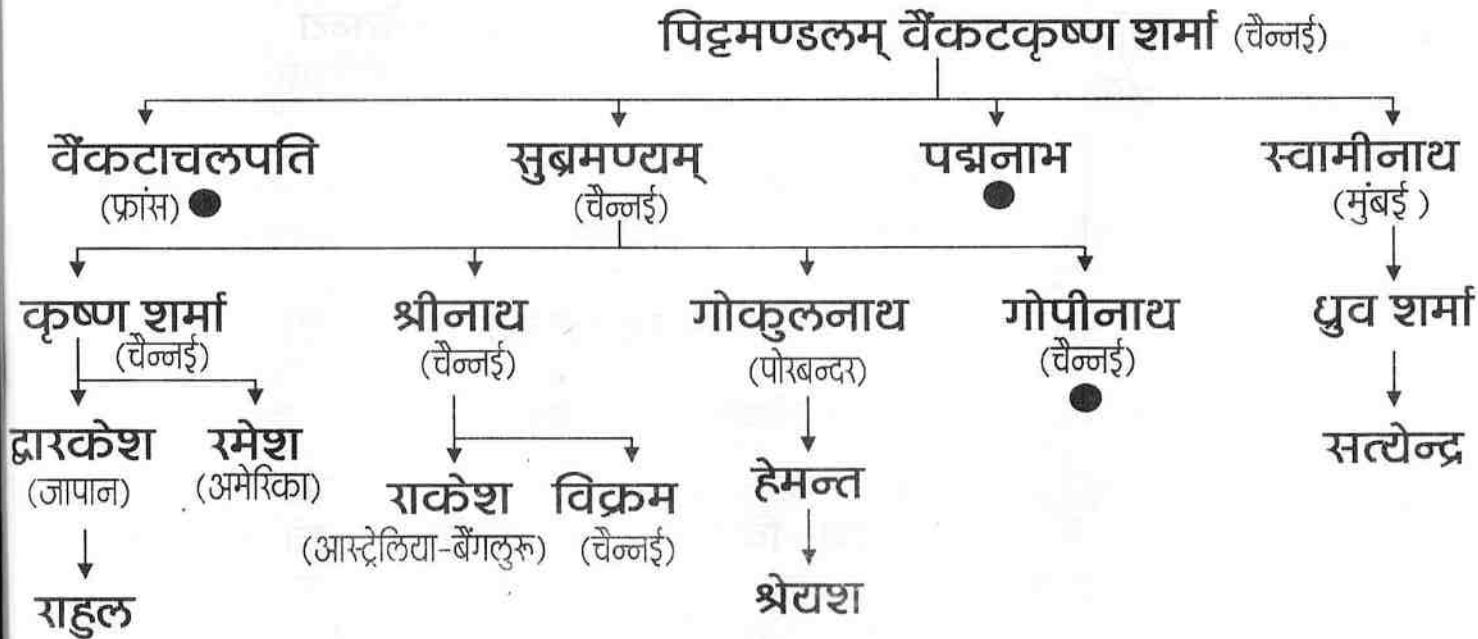 पिट्टमण्डलम् वैंकटकृष्ण शर्मा (चैन्नई)
वैंकटाचलपति सुब्रमण्यम् पद्मनाभ स्वामीनाथ
(फ्रांस) (चैन्नई) (मुंबई)
कृष्ण शर्मा श्रीनाथ गोकुलनाथ गोपीनाथ ध्रुव शर्मा
(चैन्नई) (चैन्नई) (पोरबन्दर) (चैन्नई)
द्वारकेश रमेश सत्येन्द्र
(जापान) (अमेरिका)
राकेश विक्रम हेमन्त
(आस्ट्रेलिया-बैंगलुरू) (चैन्नई)
राहुल श्रेयश